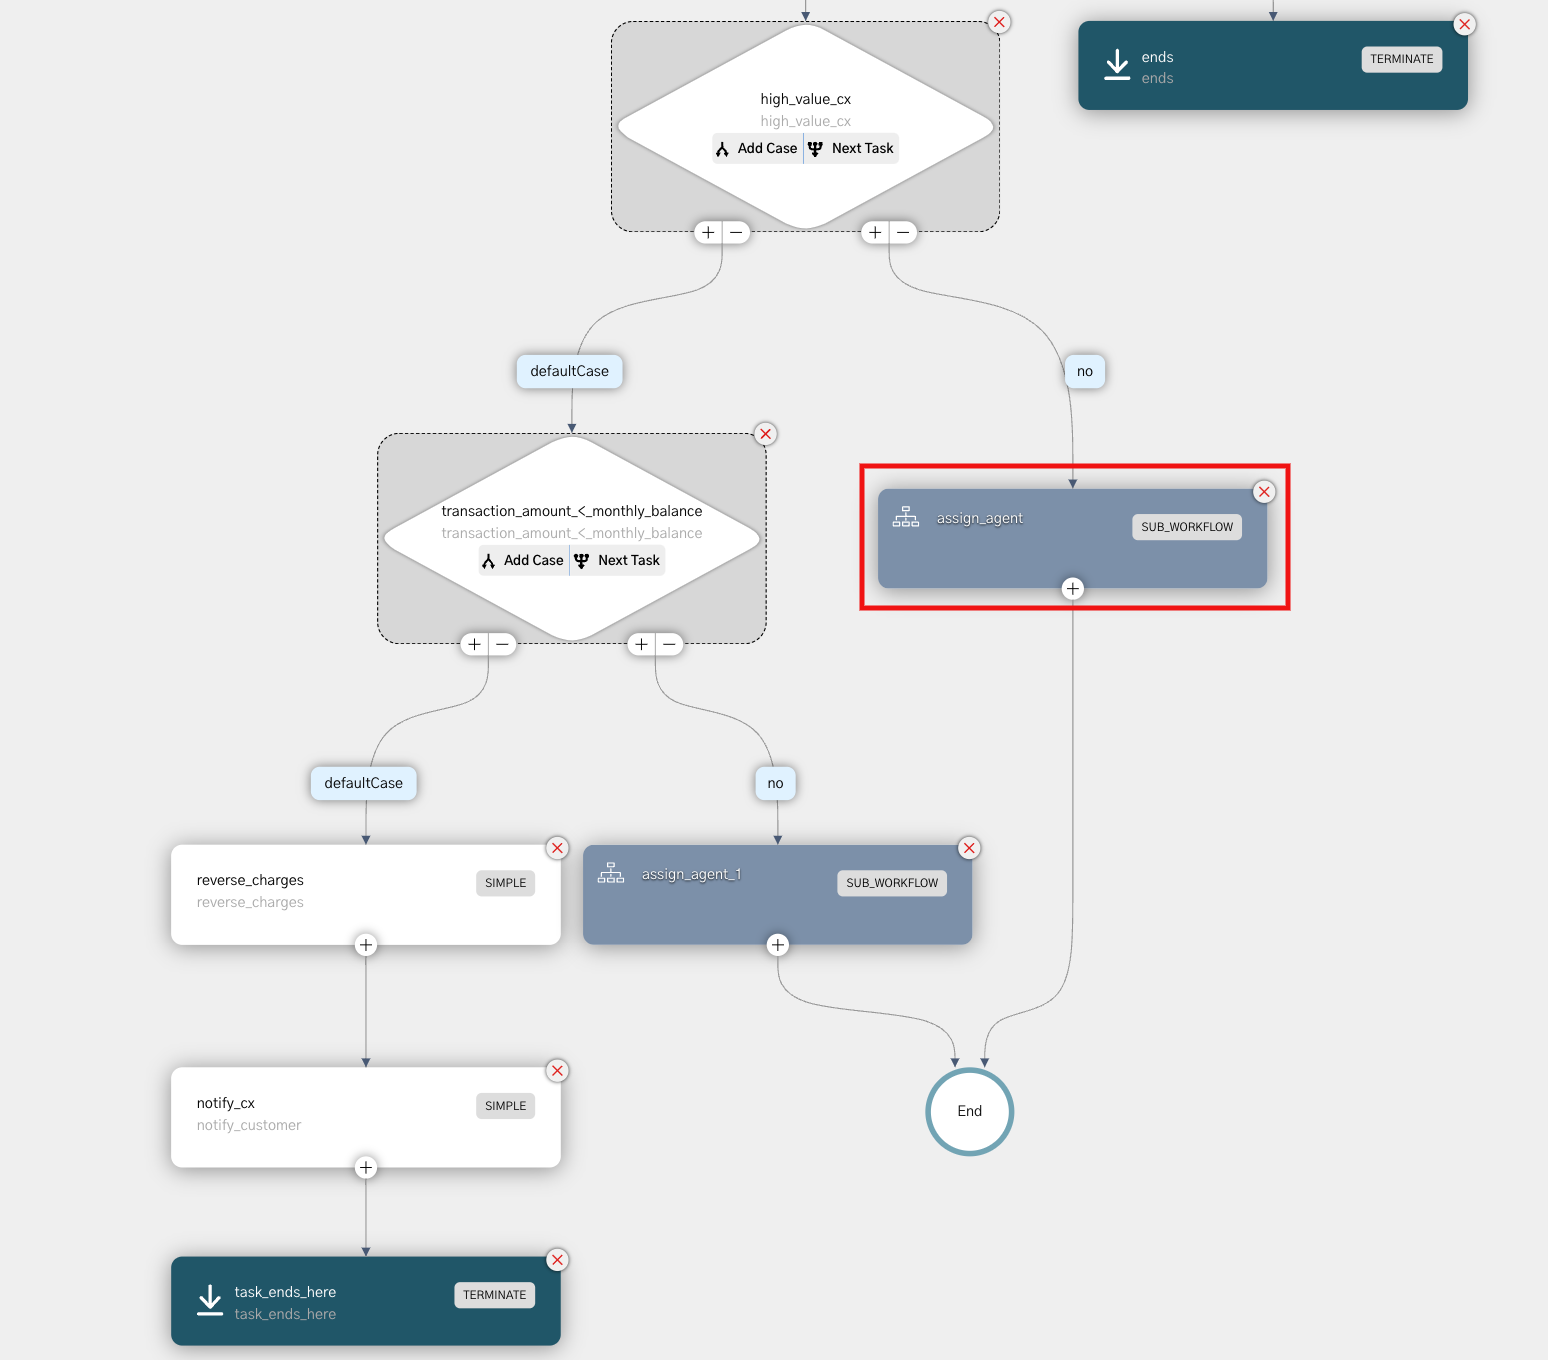 high_value_cx
high_value_cx
Add Case
Next Task
ends
ends
TERMINATE
defaultCase
no
transaction_amount_<_monthly_balance
transaction_amount_<_monthly_balance
Add Case
Next Task
assign_agent
SUB_WORKFLOW
defaultCase
no
reverse_charges
reverse_charges
SIMPLE
assign_agent_1
SUB_WORKFLOW
notify_cx
notify_customer
SIMPLE
End
task_ends_here
task_ends_here
TERMINATE